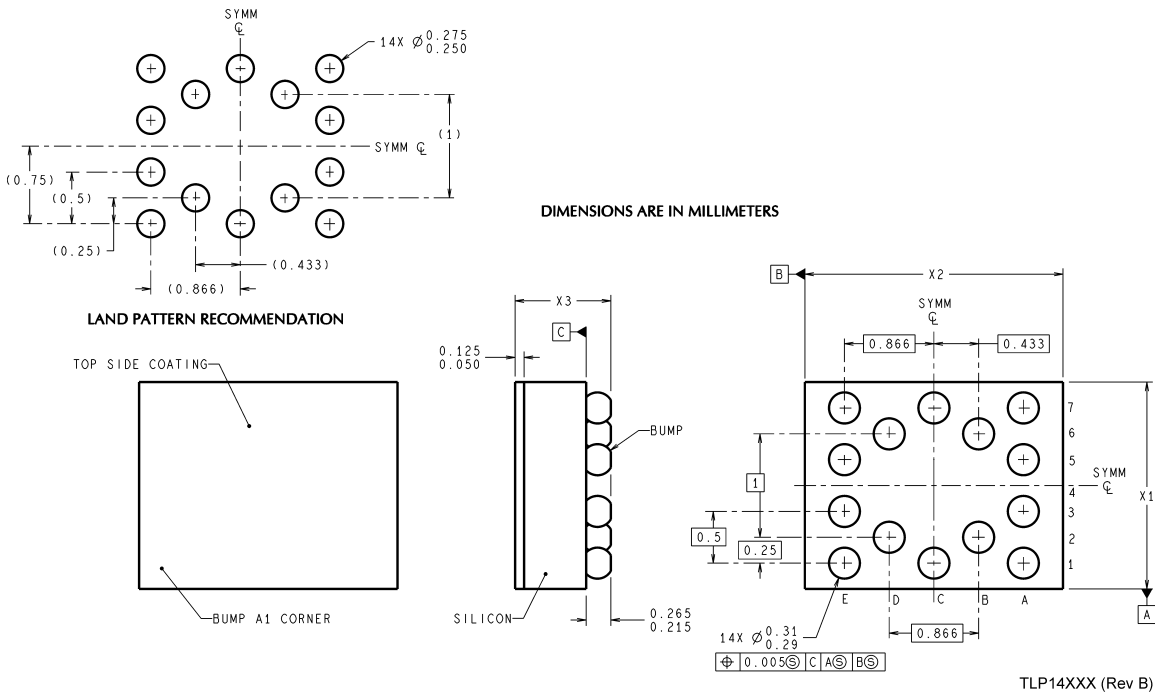 SYMM
℄
14X Ø 0.275
0.250
(1)
SYMM ℄
(0.75)
(0.5)
(0.25)
(0.433)
(0.866)
LAND PATTERN RECOMMENDATION
DIMENSIONS ARE IN MILLIMETERS
TOP SIDE COATING
BUMP A1 CORNER
X3
C
0.125
0.050
BUMP
SILICON
0.265
0.215
B
X2
SYMM
℄
0.866
0.433
7
6
5
SYMM
℄
4
3
2
1
X1
1
0.5
0.25
E D C B A
A
0.866
14X Ø 0.31
0.29
⌖ 0.005Ⓢ C AⓈ BⓈ
TLP14XXX (Rev B)